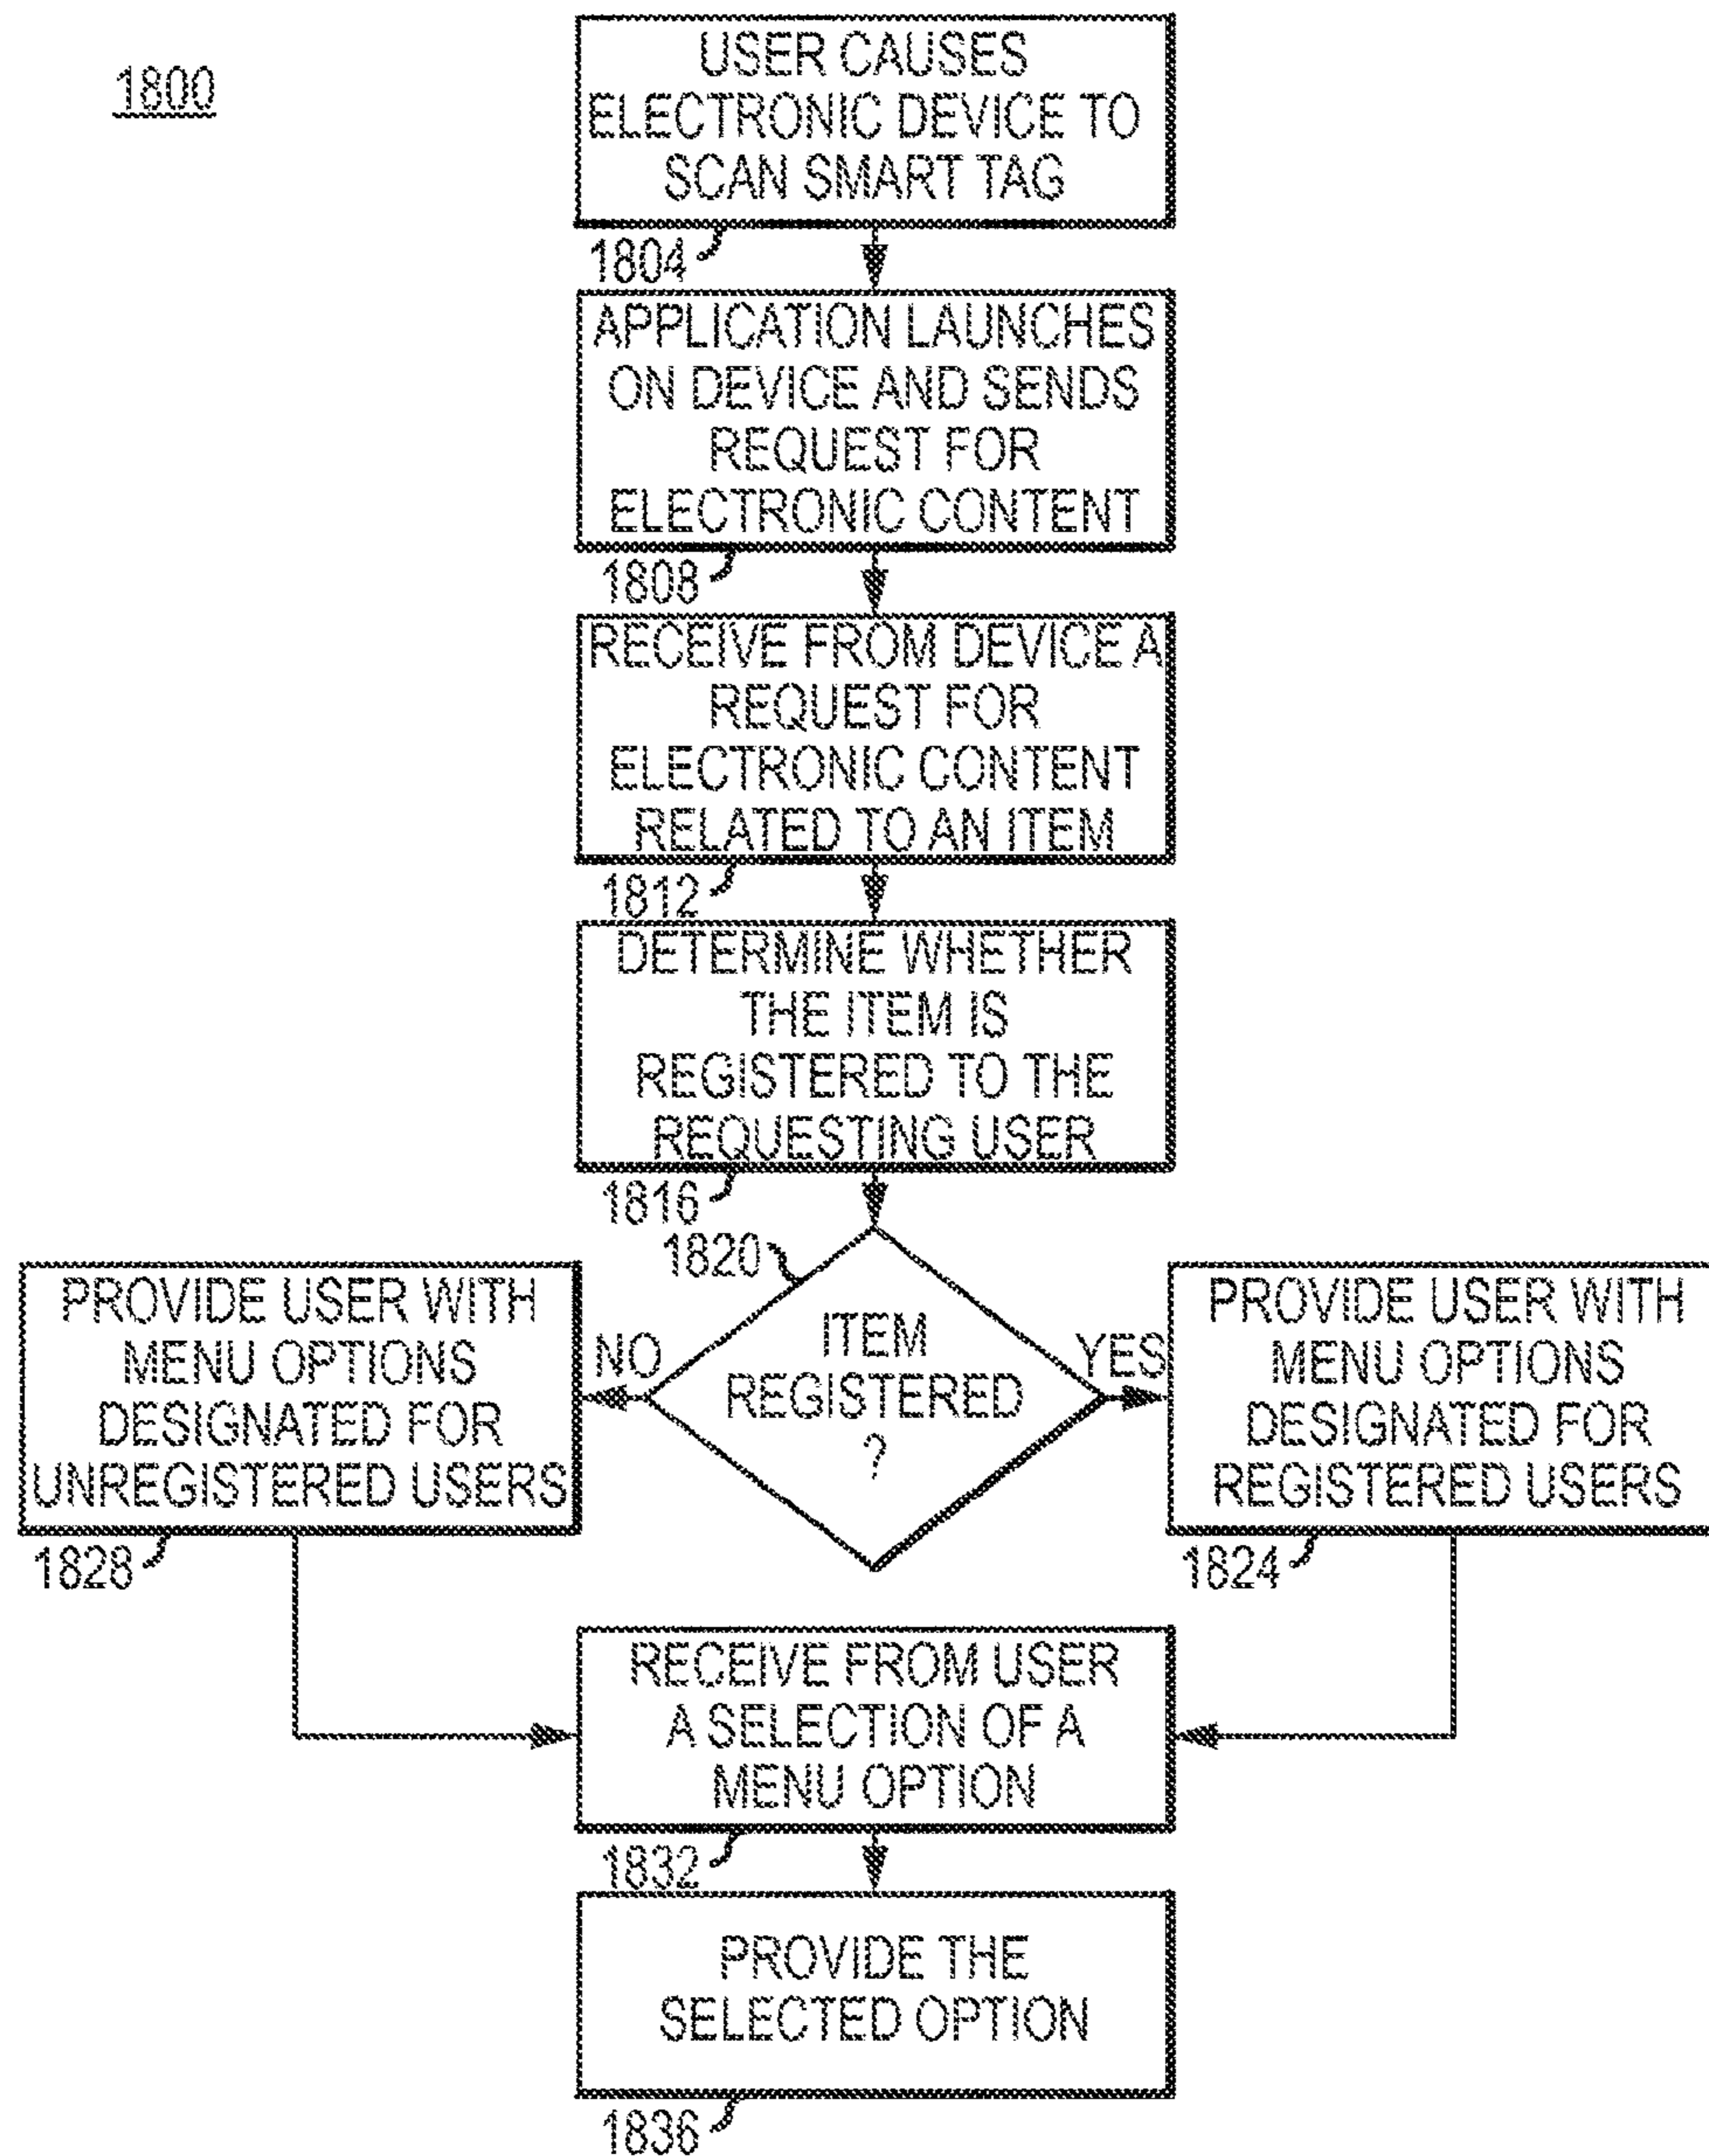 1800
USER CAUSES
ELECTRONIC DEVICE TO
SCAN SMART TAG
1804
APPLICATION LAUNCHES
ON DEVICE AND SENDS
REQUEST FOR
ELECTRONIC CONTENT
1808
RECEIVE FROM DEVICE A
REQUEST FOR
ELECTRONIC CONTENT
RELATED TO AN ITEM
1812
DETERMINE WHETHER
THE ITEM IS
REGISTERED TO THE
REQUESTING USER
1816
1820
ITEM
REGISTERED
?
NO
YES
PROVIDE USER WITH
MENU OPTIONS
DESIGNATED FOR
UNREGISTERED USERS
1828
PROVIDE USER WITH
MENU OPTIONS
DESIGNATED FOR
REGISTERED USERS
1824
RECEIVE FROM USER
A SELECTION OF A
MENU OPTION
1832
PROVIDE THE
SELECTED OPTION
1836